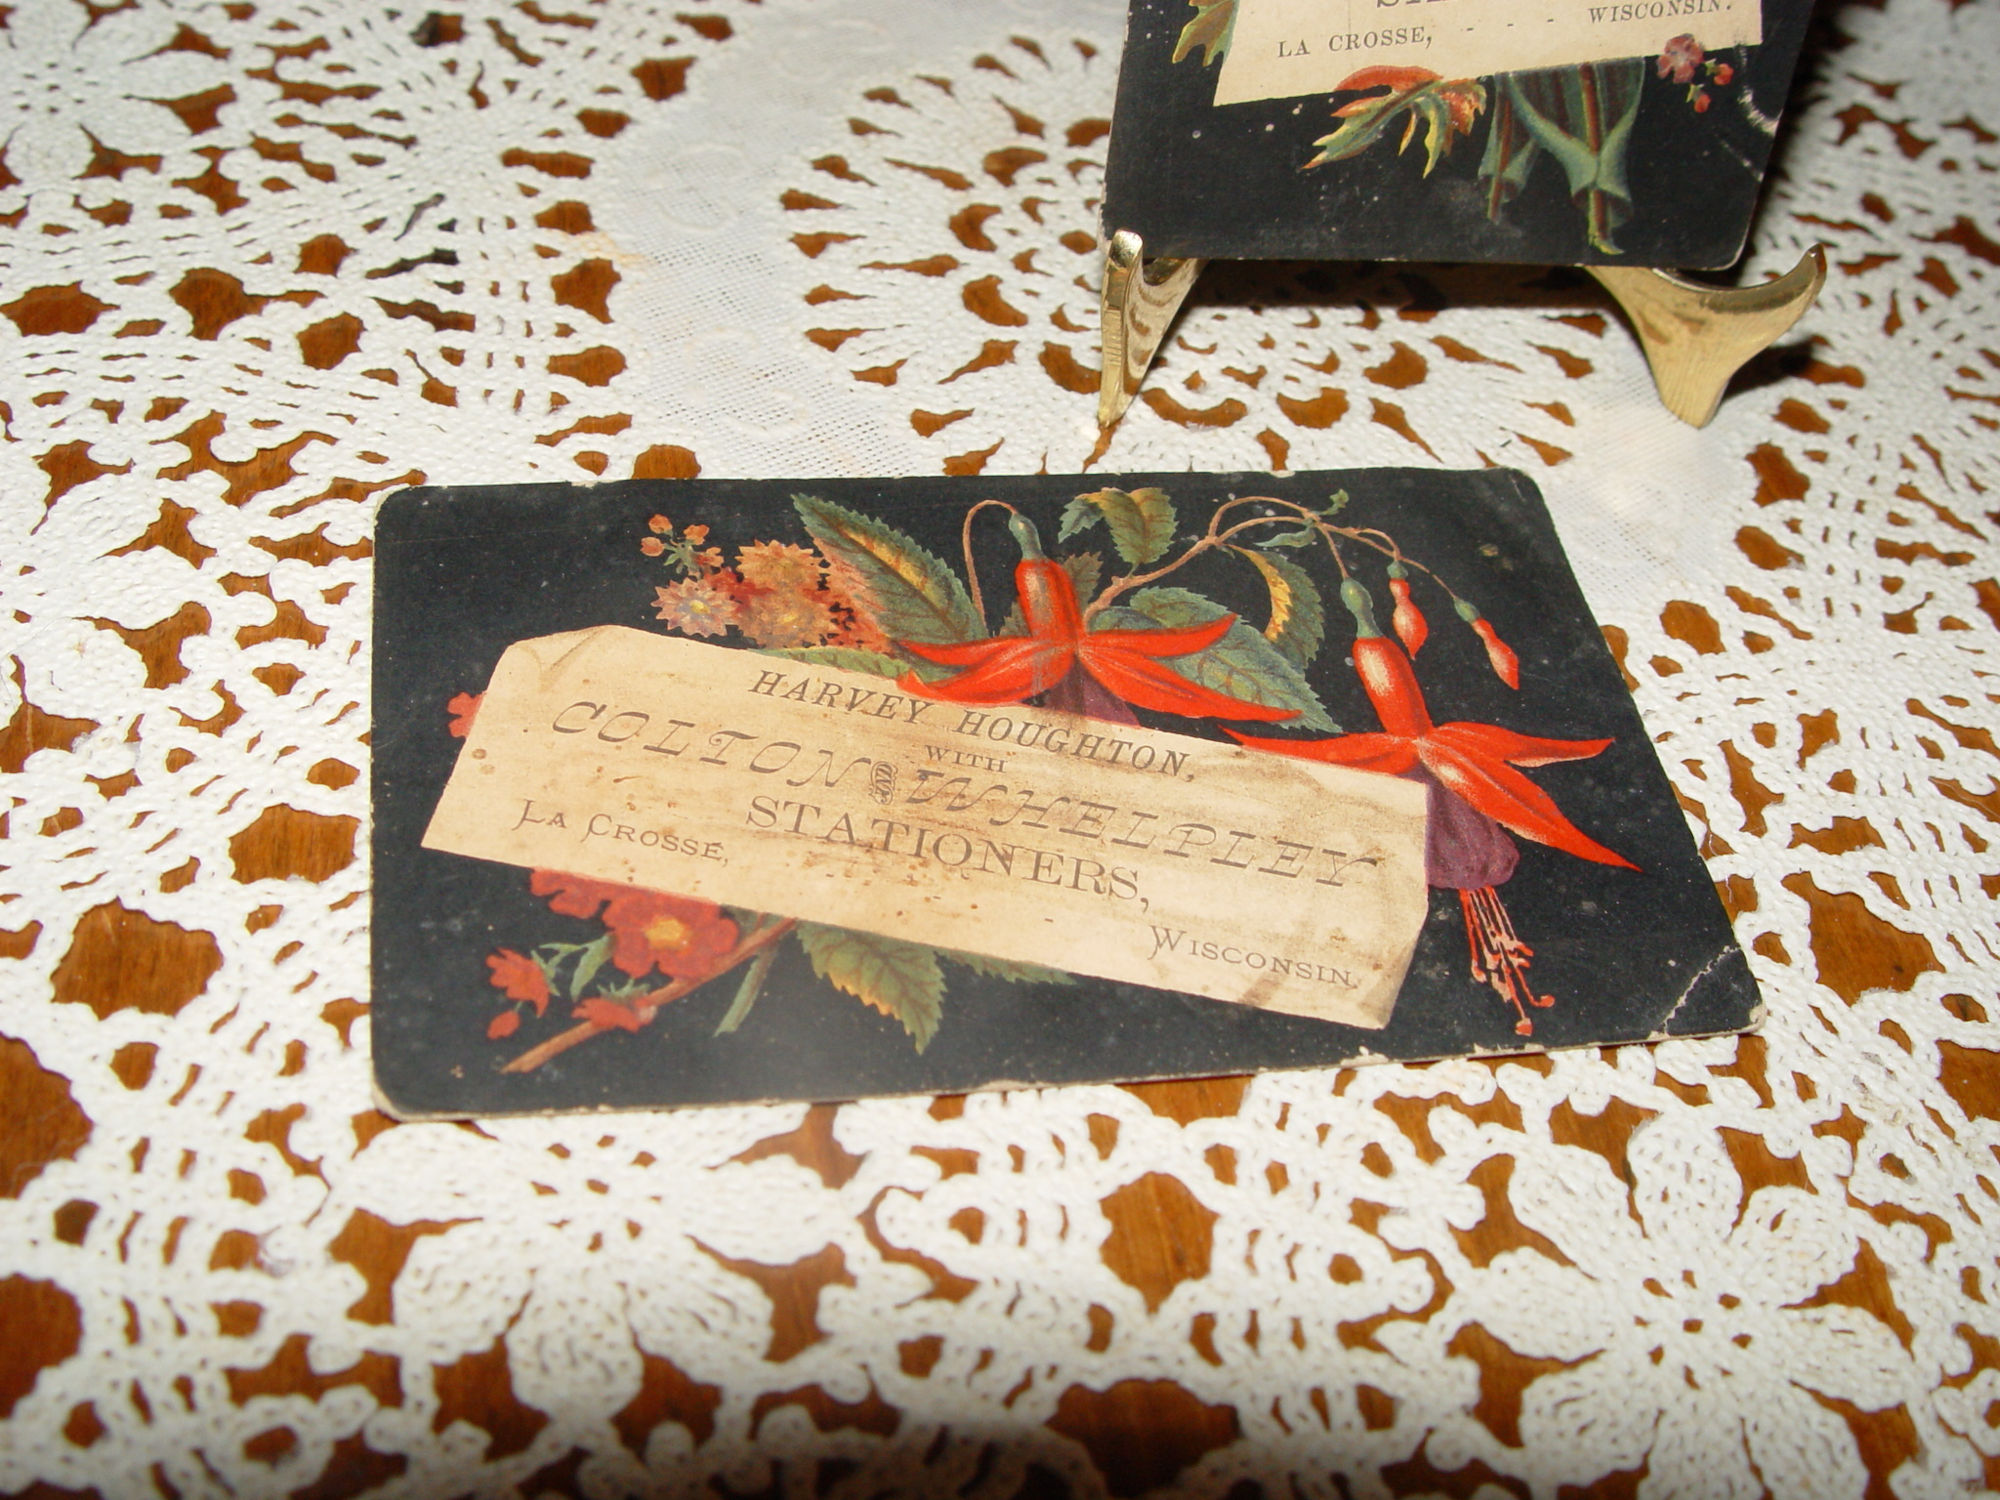 LA CROSSE, - - - WISCONSIN.
HARVEY HOUGHTON,
WITH
COLTON & WHELPLEY
STATIONERS,
LA CROSSE, - - - - - WISCONSIN.